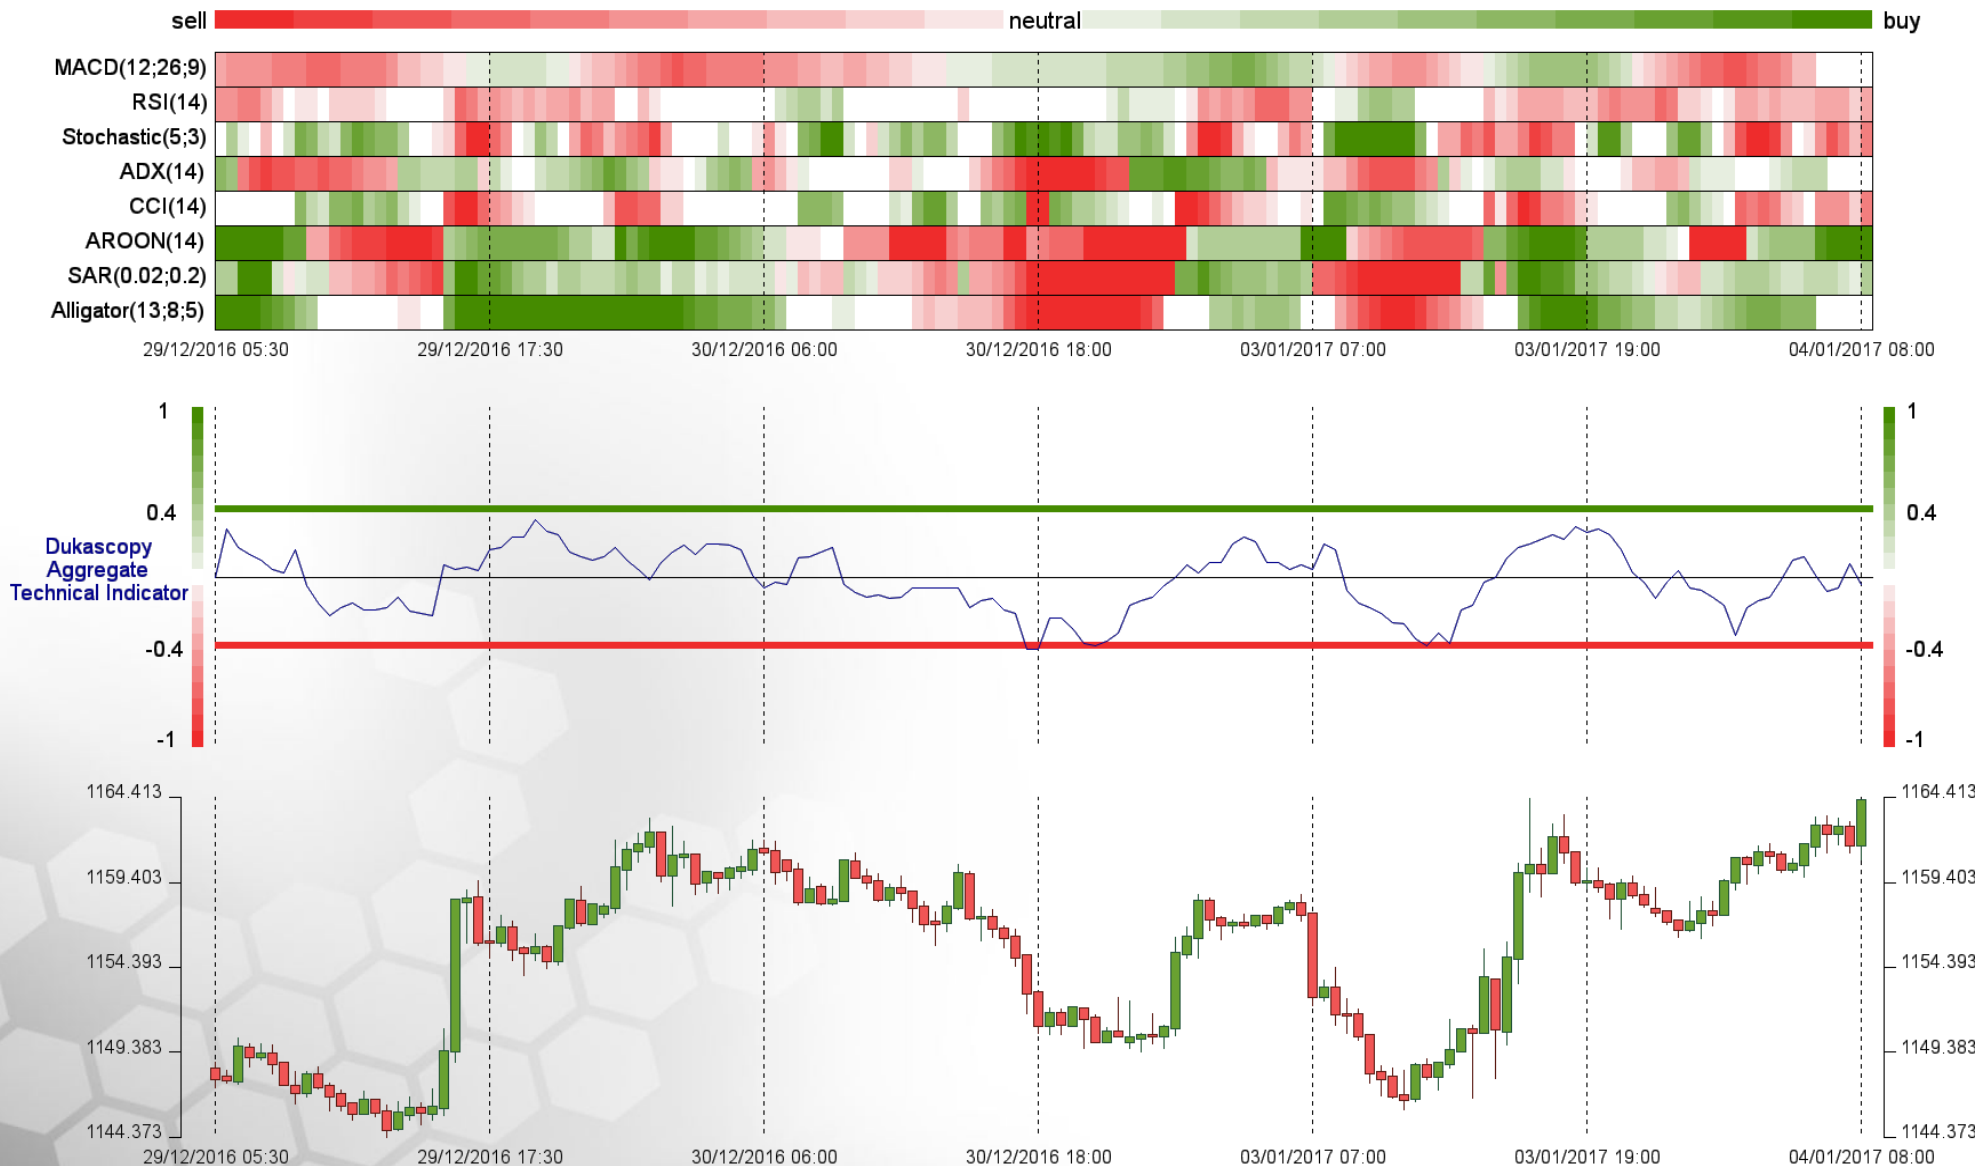 sell neutral buy
MACD(12;26;9)
RSI(14)
Stochastic(5;3)
ADX(14)
CCI(14)
AROON(14)
SAR(0.02;0.2)
Alligator(13;8;5)
29/12/2016 05:30 29/12/2016 17:30 30/12/2016 06:00 30/12/2016 18:00 03/01/2017 07:00 03/01/2017 19:00 04/01/2017 08:00
1 1
0.4 0.4
Dukascopy
Aggregate
Technical Indicator
-0.4 -0.4
-1 -1
1164.413 1164.413
1159.403 1159.403
1154.393 1154.393
1149.383 1149.383
1144.373 1144.373
29/12/2016 05:30 29/12/2016 17:30 30/12/2016 06:00 30/12/2016 18:00 03/01/2017 07:00 03/01/2017 19:00 04/01/2017 08:00